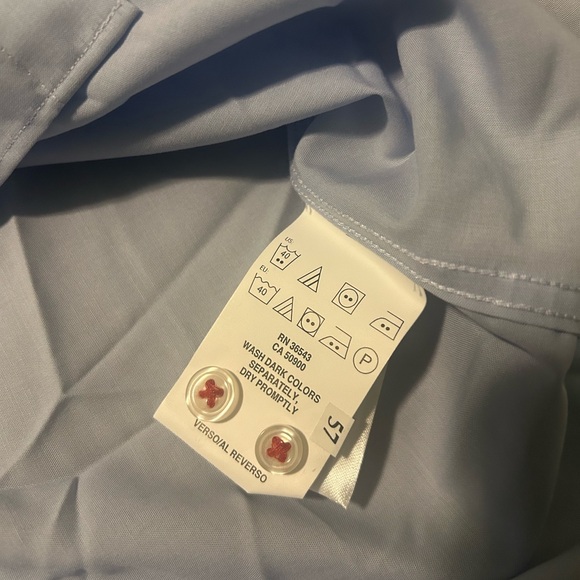 US:
40
EU:
40
P
RN 36543
CA 50900
WASH DARK COLORS
SEPARATELY,
DRY PROMPTLY
57
VERSO/AL REVERSO